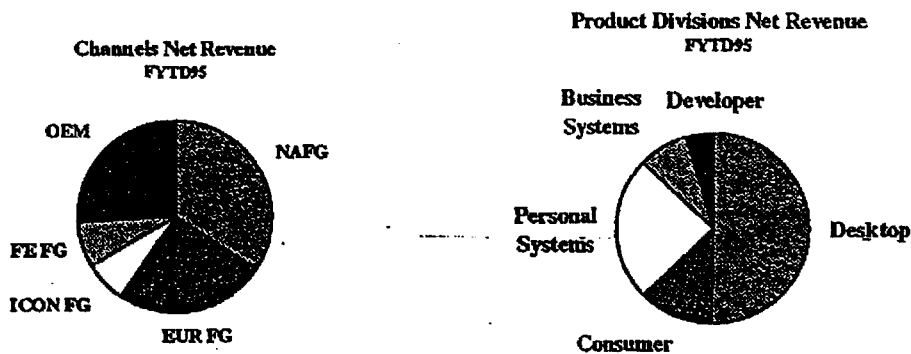 Channels Net Revenue
FYTD95
OEM
NAFG
FE FG
ICON FG
EUR FG
Product Divisions Net Revenue
FYTD95
Business
Systems
Developer
Personal
Systems
Desktop
Consumer